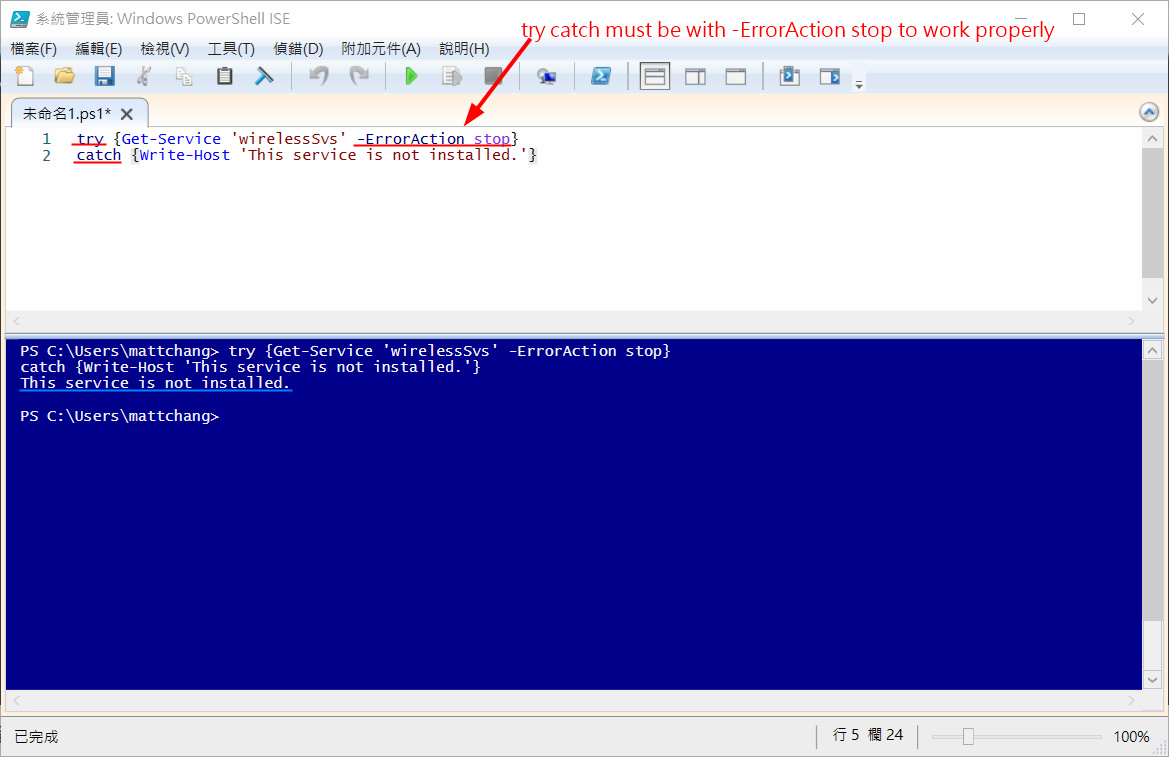 系統管理員: Windows PowerShell ISE
try catch must be with -ErrorAction stop to work properly
檔案(F) 編輯(E) 檢視(V) 工具(T) 偵錯(D) 附加元件(A) 說明(H)
未命名1.ps1*
1 try {Get-Service 'wirelessSvs' -ErrorAction stop}
2 catch {Write-Host 'This service is not installed.'}
PS C:\Users\mattchang> try {Get-Service 'wirelessSvs' -ErrorAction stop}
catch {Write-Host 'This service is not installed.'}
This service is not installed.
PS C:\Users\mattchang>
已完成 行 5 欄 24 100%